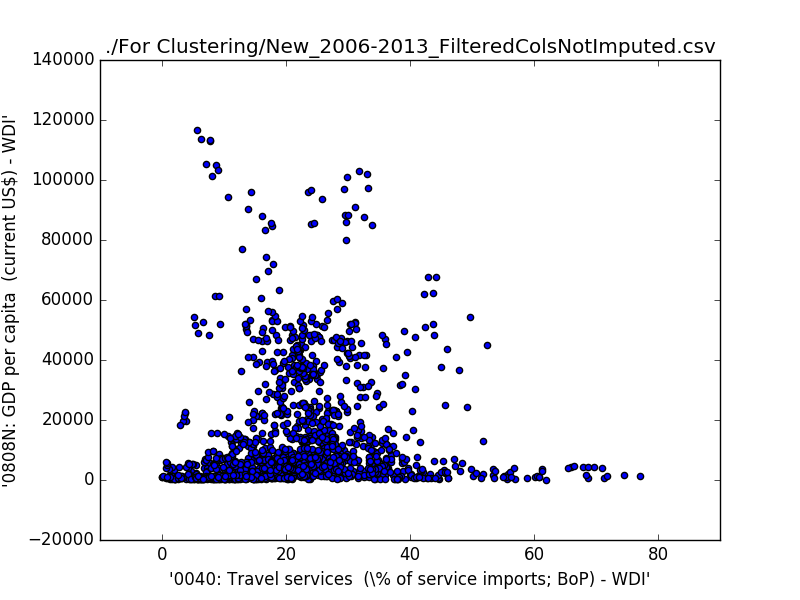 ./For Clustering/New_2006-2013_FilteredColsNotImputed.csv
140000
120000
100000
80000
60000
40000
20000
0
−20000
'0808N: GDP per capita  (current US$) - WDI'
0 20 40 60 80
'0040: Travel services  (\% of service imports; BoP) - WDI'